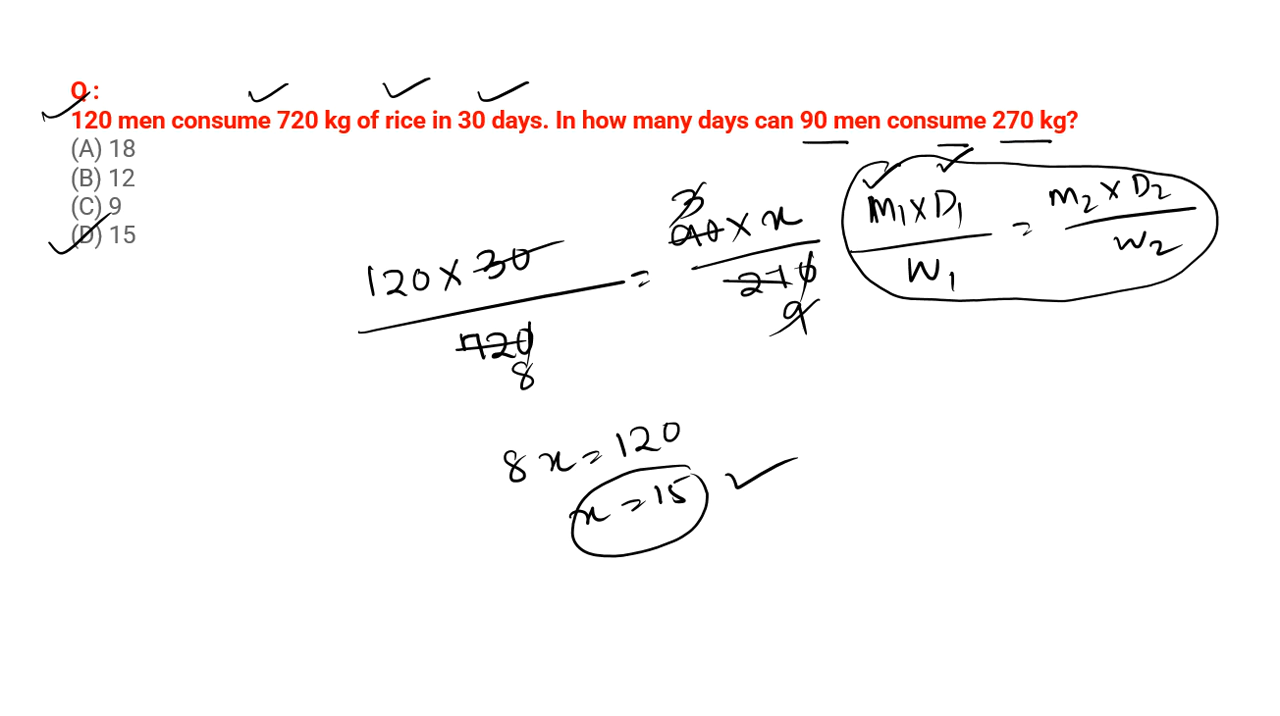 Q :
120 men consume 720 kg of rice in 30 days. In how many days can 90 men consume 270 kg?
(A) 18
(B) 12
(C) 9
(D) 15
M₁ × D₁ / W₁ = M₂ × D₂ / W₂
120 × 30 / 720 = 90 × x / 270
3
9
8
8x = 120
x = 15